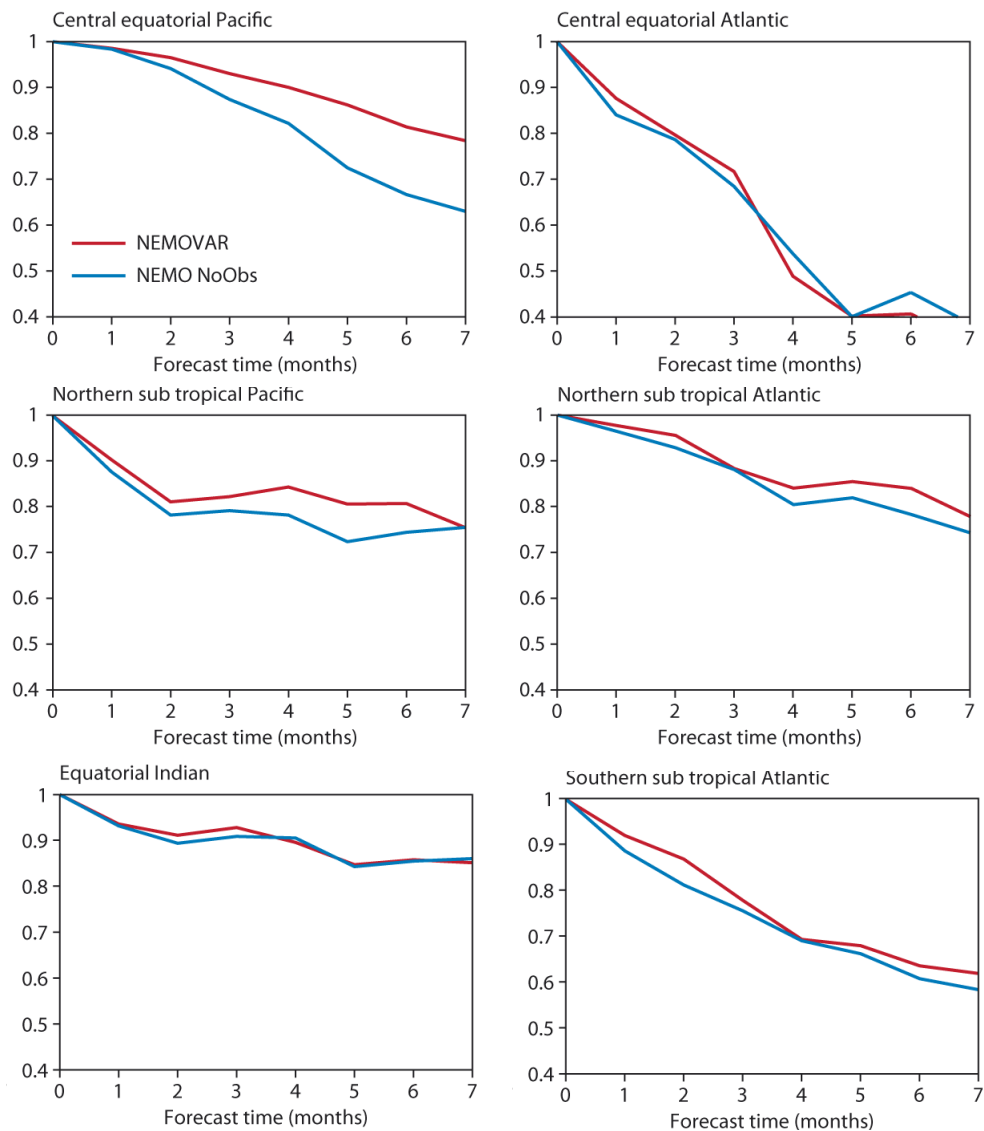 Central equatorial Pacific
1
0.9
0.8
0.7
0.6
0.5
0.4
NEMOVAR
NEMO NoObs
0 1 2 3 4 5 6 7
Forecast time (months)
Central equatorial Atlantic
1
0.9
0.8
0.7
0.6
0.5
0.4
0 1 2 3 4 5 6 7
Forecast time (months)
Northern sub tropical Pacific
1
0.9
0.8
0.7
0.6
0.5
0.4
0 1 2 3 4 5 6 7
Forecast time (months)
Northern sub tropical Atlantic
1
0.9
0.8
0.7
0.6
0.5
0.4
0 1 2 3 4 5 6 7
Forecast time (months)
Equatorial Indian
1
0.9
0.8
0.7
0.6
0.5
0.4
0 1 2 3 4 5 6 7
Forecast time (months)
Southern sub tropical Atlantic
1
0.9
0.8
0.7
0.6
0.5
0.4
0 1 2 3 4 5 6 7
Forecast time (months)